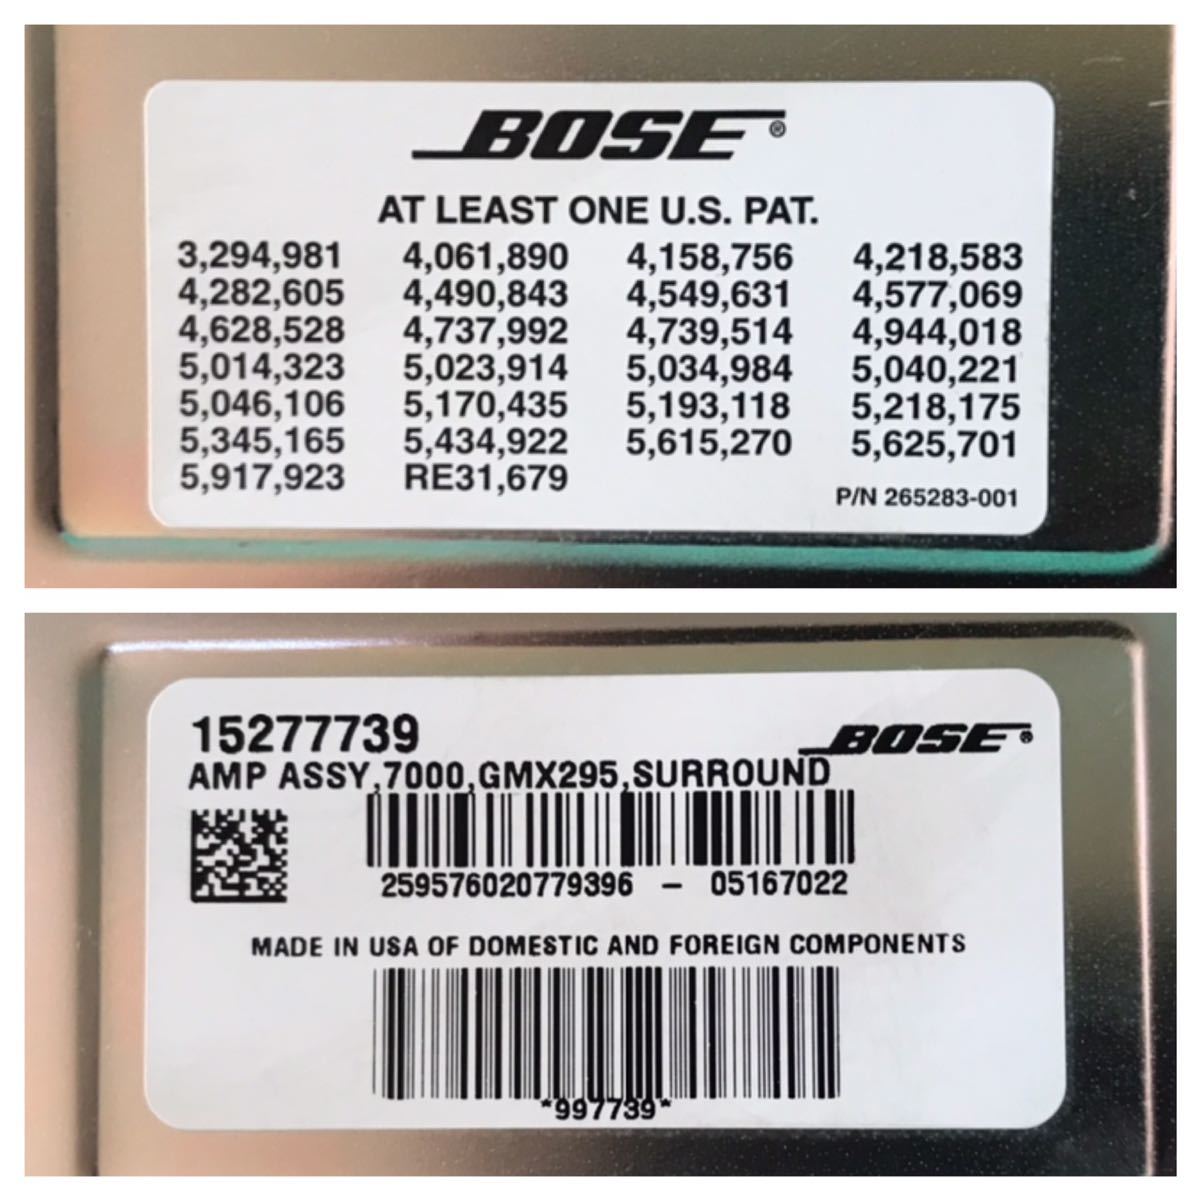 BOSE®
AT LEAST ONE U.S. PAT.
3,294,981 4,061,890 4,158,756 4,218,583
4,282,605 4,490,843 4,549,631 4,577,069
4,628,528 4,737,992 4,739,514 4,944,018
5,014,323 5,023,914 5,034,984 5,040,221
5,046,106 5,170,435 5,193,118 5,218,175
5,345,165 5,434,922 5,615,270 5,625,701
5,917,923 RE31,679
P/N 265283-001
15277739
BOSE®
AMP ASSY,7000,GMX295,SURROUND
259576020779396 - 05167022
MADE IN USA OF DOMESTIC AND FOREIGN COMPONENTS
*997739*